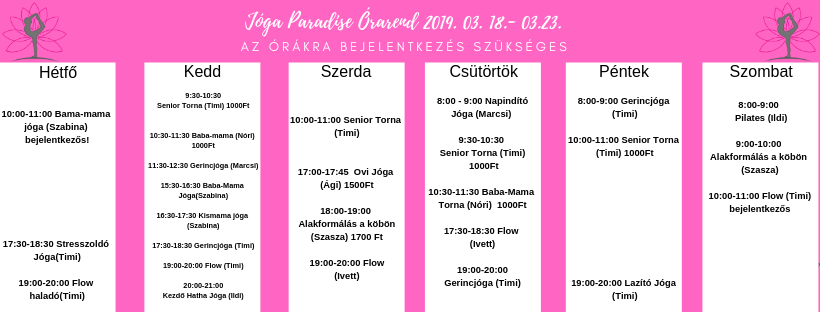 Jóga Paradise Órarend 2019. 03. 18.- 03.23.
AZ ÓRÁKRA BEJELENTKEZÉS SZÜKSÉGES
Hétfő
10:00-11:00 Bama-mama
jóga (Szabina)
bejelentkezős!
17:30-18:30 Stresszoldó
Jóga(Timi)
19:00-20:00 Flow
haladó(Timi)
Kedd
9:30-10:30
Senior Torna (Timi) 1000Ft
10:30-11:30 Baba-mama (Nóri)
1000Ft
11:30-12:30 Gerincjóga (Marcsi)
15:30-16:30 Baba-Mama
Jóga(Szabina)
16:30-17:30 Kismama jóga
(Szabina)
17:30-18:30 Gerincjóga (Timi)
19:00-20:00 Flow (Timi)
20:00-21:00
Kezdő Hatha Jóga (Ildi)
Szerda
10:00-11:00 Senior Torna
(Timi)
17:00-17:45 Ovi Jóga
(Ági) 1500Ft
18:00-19:00
Alakformálás a köbön
(Szasza) 1700 Ft
19:00-20:00 Flow
(Ivett)
Csütörtök
8:00 - 9:00 Napindító
Jóga (Marcsi)
9:30-10:30
Senior Torna (Timi)
1000Ft
10:30-11:30 Baba-Mama
Torna (Nóri) 1000Ft
17:30-18:30 Flow
(Ivett)
19:00-20:00
Gerincjóga (Timi)
Péntek
8:00-9:00 Gerincjóga
(Timi)
10:00-11:00 Senior Torna
(Timi) 1000Ft
19:00-20:00 Lazító Jóga
(Timi)
Szombat
8:00-9:00
Pilates (Ildi)
9:00-10:00
Alakformálás a köbön
(Szasza)
10:00-11:00 Flow (Timi)
bejelentkezős